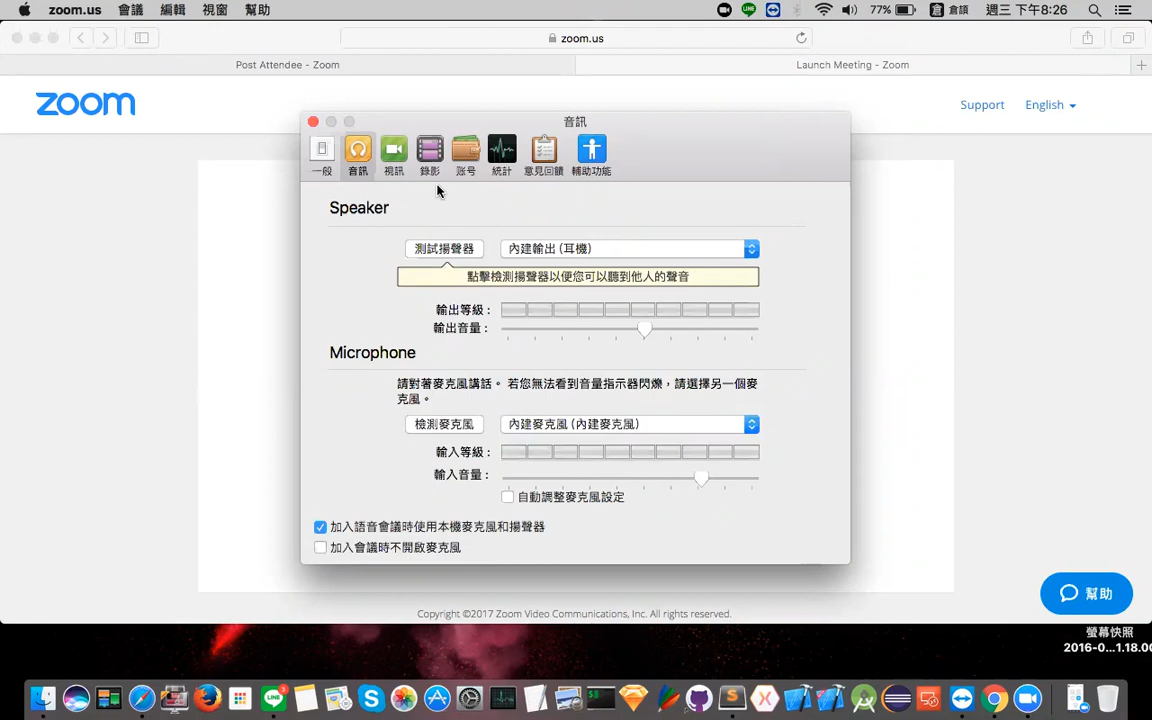 zoom.us 會議 編輯 視窗 幫助 77% 倉 倉頡 週三 下午8:26
zoom.us
Post Attendee - Zoom Launch Meeting - Zoom
zoom Support English
音訊
一般 音訊 視訊 錄影 账号 統計 意見回饋 輔助功能
Speaker
測試揚聲器 內建輸出 (耳機)
點擊檢測揚聲器以便您可以聽到他人的聲音
輸出等級：
輸出音量：
Microphone
請對著麥克風講話。 若您無法看到音量指示器閃爍，請選擇另一個麥
克風。
檢測麥克風 內建麥克風 (內建麥克風)
輸入等級：
輸入音量：
自動調整麥克風設定
加入語音會議時使用本機麥克風和揚聲器
加入會議時不開啟麥克風
幫助
Copyright ©2017 Zoom Video Communications, Inc. All rights reserved.
螢幕快照
2016-0...1.18.00